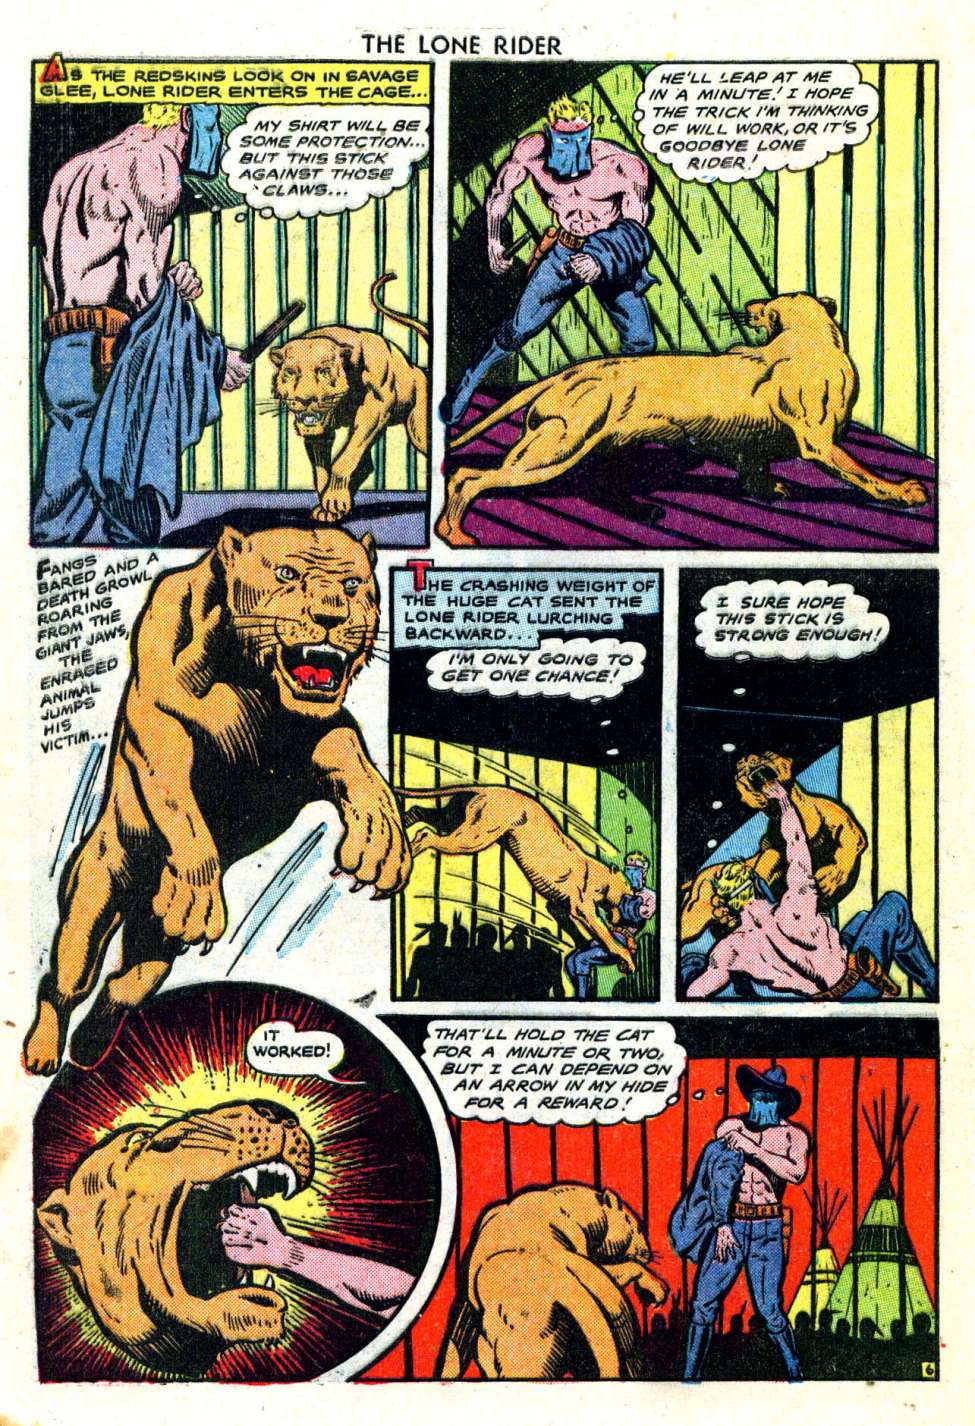 THE LONE RIDER
AS THE REDSKINS LOOK ON IN SAVAGE
GLEE, LONE RIDER ENTERS THE CAGE...
MY SHIRT WILL BE
SOME PROTECTION...
BUT THIS STICK
AGAINST THOSE
CLAWS...
HE'LL LEAP AT ME
IN A MINUTE! I HOPE
THE TRICK I'M THINKING
OF WILL WORK, OR IT'S
GOODBYE LONE
RIDER!
FANGS
BARED AND A
DEATH GROWL
ROARING
FROM THE
GIANT JAWS,
THE
ENRAGED
ANIMAL
JUMPS
HIS
VICTIM...
THE CRASHING WEIGHT OF
THE HUGE CAT SENT THE
LONE RIDER LURCHING
BACKWARD...
I'M ONLY GOING TO
GET ONE CHANCE!
I SURE HOPE
THIS STICK IS
STRONG ENOUGH!
IT
WORKED!
THAT'LL HOLD THE CAT
FOR A MINUTE OR TWO,
BUT I CAN DEPEND ON
AN ARROW IN MY HIDE
FOR A REWARD!
6